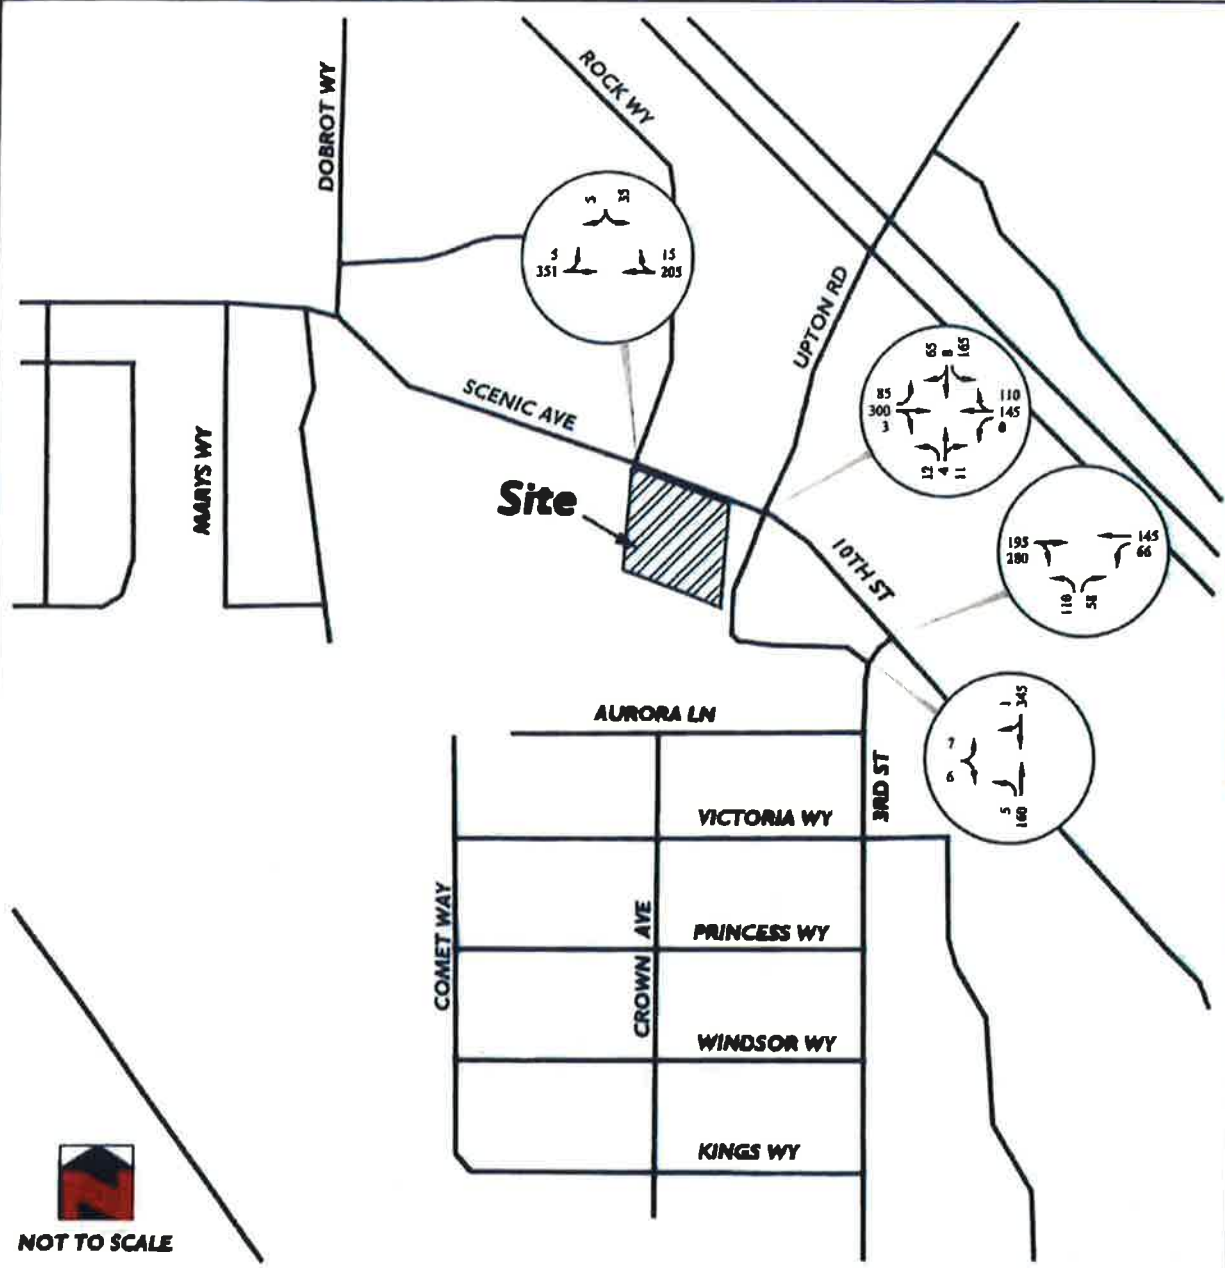 DOBROT WY
ROCK WY
5 35
5
351
15
205
UPTON RD
65 8 165
85
300
3
110
145
12 4 11
SCENIC AVE
MARYS WY
Site
10TH ST
195
280
145
66
110 58
1 345
7
6
5 160
AURORA LN
3RD ST
VICTORIA WY
COMET WAY
CROWN AVE
PRINCESS WY
WINDSOR WY
KINGS WY
N
NOT TO SCALE